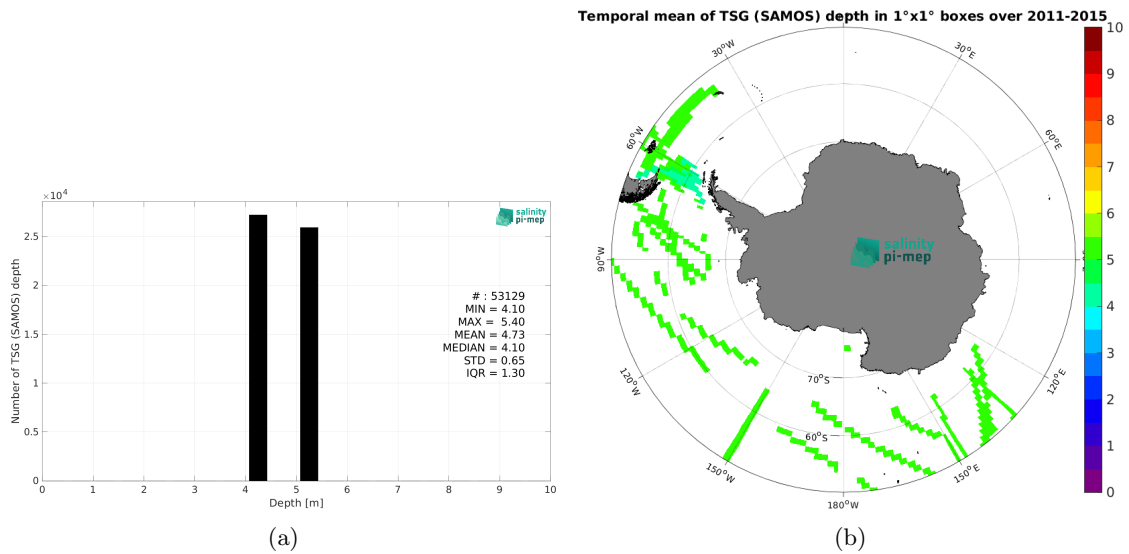 Temporal mean of TSG (SAMOS) depth in 1°x1° boxes over 2011-2015
×10^4
2.5
2
1.5
1
0.5
0
0 1 2 3 4 5 6 7 8 9 10
Number of TSG (SAMOS) depth
Depth [m]
salinity
pi-mep
# : 53129
MIN = 4.10
MAX = 5.40
MEAN = 4.73
MEDIAN = 4.10
STD = 0.65
IQR = 1.30
(a)
30°W
30°E
60°W
60°E
90°W
120°W
120°E
150°W
150°E
180°W
70°S
60°S
salinity
pi-mep
10
9
8
7
6
5
4
3
2
1
0
(b)